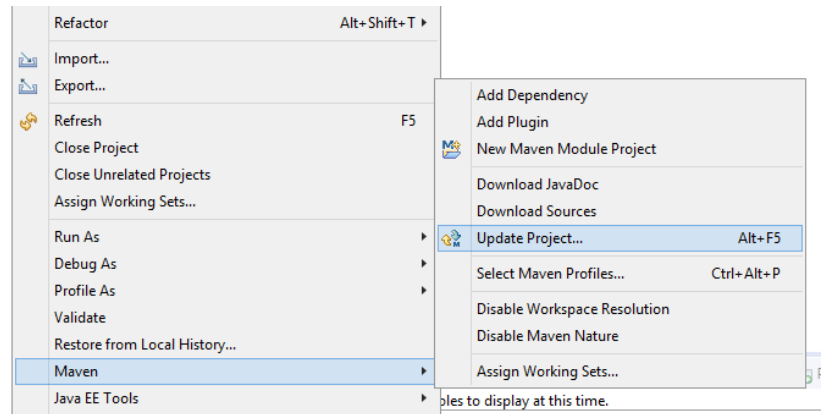 Refactor Alt+Shift+T
Import...
Export...
Refresh F5
Close Project
Close Unrelated Projects
Assign Working Sets...
Run As
Debug As
Profile As
Validate
Restore from Local History...
Maven
Java EE Tools
Add Dependency
Add Plugin
New Maven Module Project
Download JavaDoc
Download Sources
Update Project... Alt+F5
Select Maven Profiles... Ctrl+Alt+P
Disable Workspace Resolution
Disable Maven Nature
Assign Working Sets...
to display at this time.